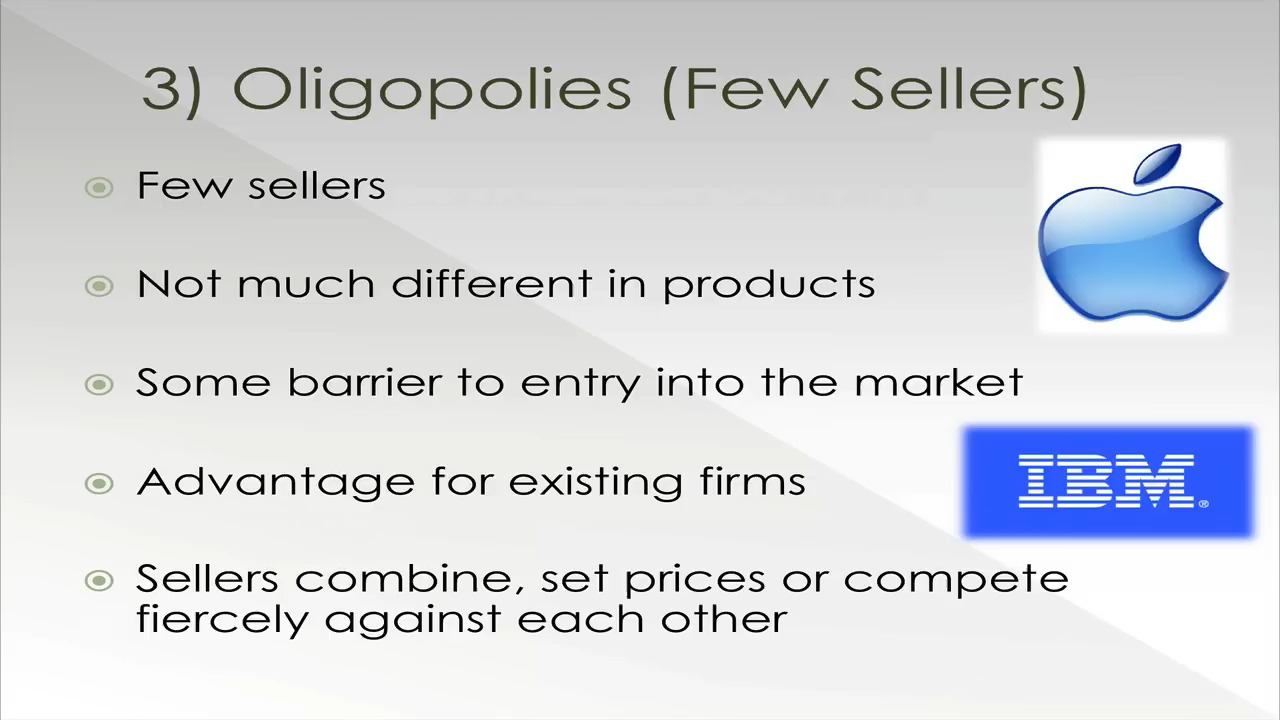 3) Oligopolies (Few Sellers)
Few sellers
Not much different in products
Some barrier to entry into the market
Advantage for existing firms
IBM®
Sellers combine, set prices or compete
fiercely against each other